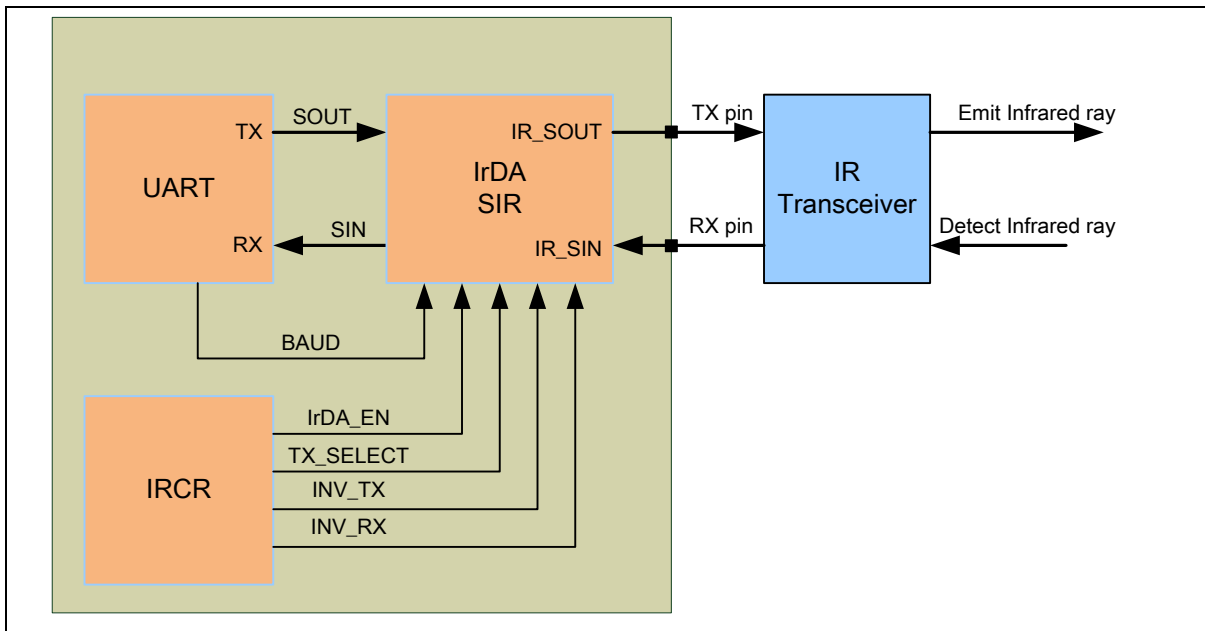 SOUT
TX
UART
SIN
RX
BAUD
IR_SOUT
IrDA
SIR
IR_SIN
TX pin
RX pin
IR
Transceiver
Emit Infrared ray
Detect Infrared ray
IRCR
IrDA_EN
TX_SELECT
INV_TX
INV_RX